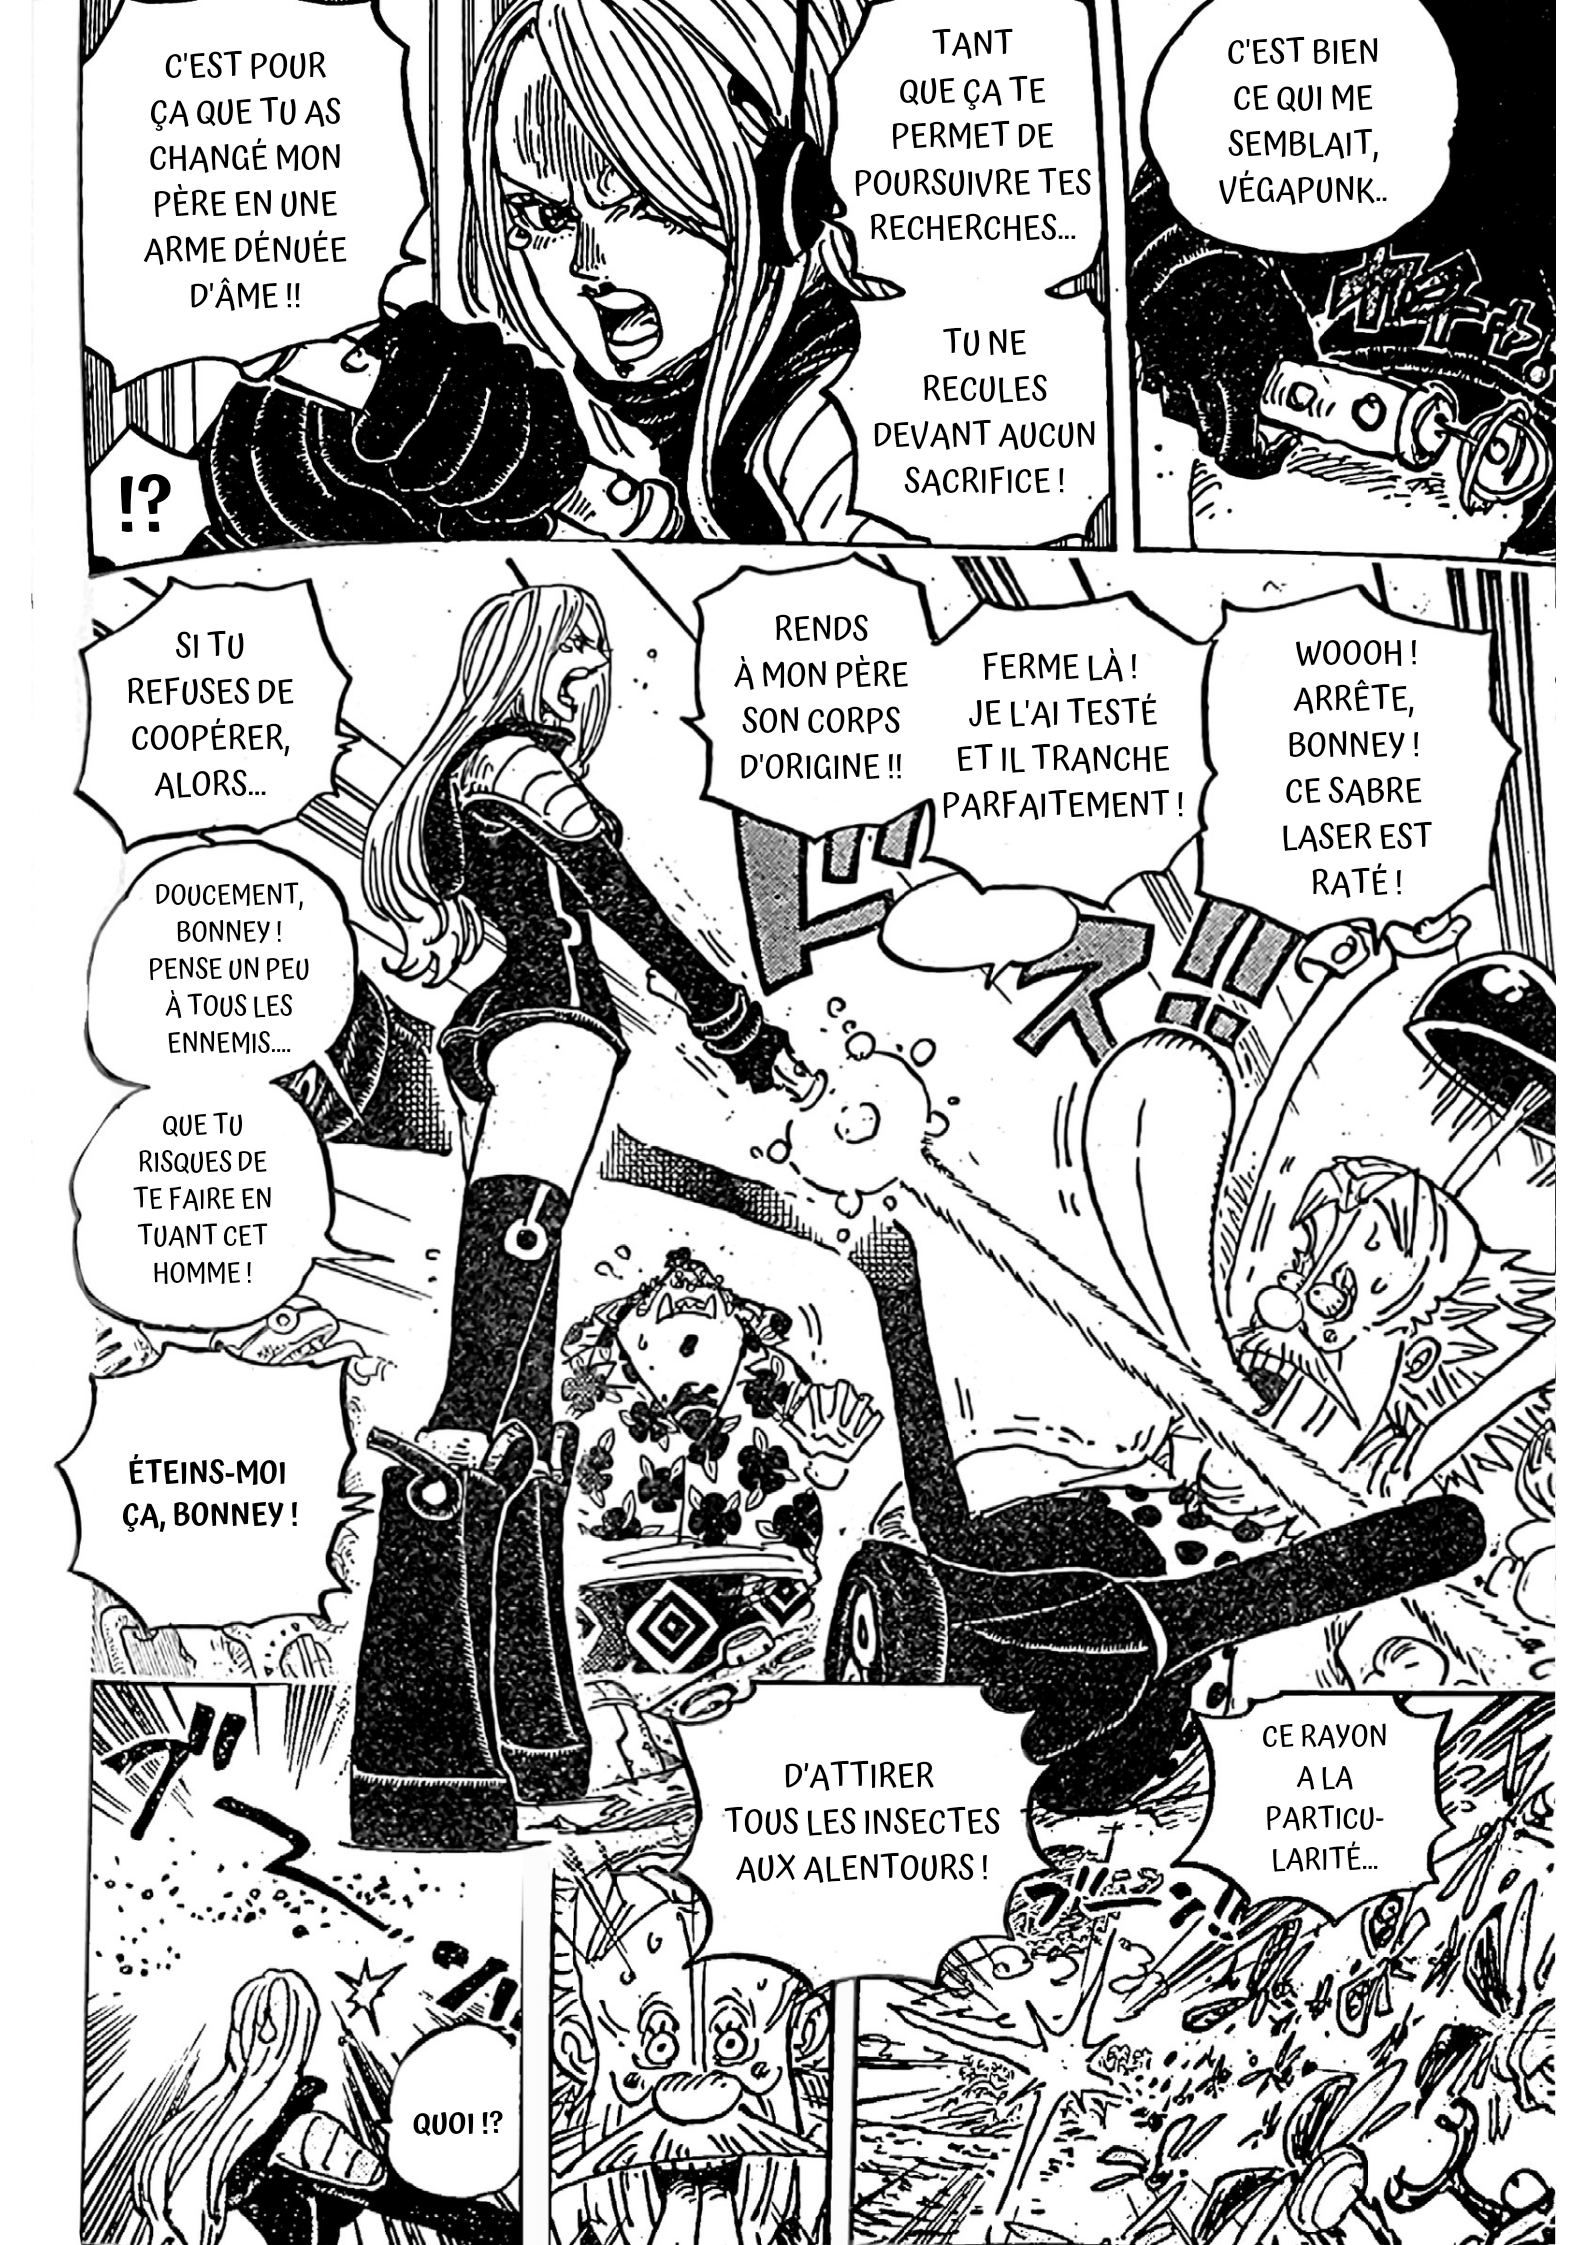 C'EST BIEN
CE QUI ME
SEMBLAIT,
VÉGAPUNK..
TANT
QUE ÇA TE
PERMET DE
POURSUIVRE TES
RECHERCHES...
TU NE
RECULES
DEVANT AUCUN
SACRIFICE !
C'EST POUR
ÇA QUE TU AS
CHANGÉ MON
PÈRE EN UNE
ARME DÉNUÉE
D'ÂME !!
!?
WOOOH !
ARRÊTE,
BONNEY !
CE SABRE
LASER EST
RATÉ !
FERME LÀ !
JE L'AI TESTÉ
ET IL TRANCHE
PARFAITEMENT !
RENDS
À MON PÈRE
SON CORPS
D'ORIGINE !!
ドス!!
SI TU
REFUSES DE
COOPÉRER,
ALORS...
DOUCEMENT,
BONNEY !
PENSE UN PEU
À TOUS LES
ENNEMIS....
QUE TU
RISQUES DE
TE FAIRE EN
TUANT CET
HOMME !
ÉTEINS-MOI
ÇA, BONNEY !
CE RAYON
A LA
PARTICU-
LARITÉ...
D'ATTIRER
TOUS LES INSECTES
AUX ALENTOURS !
QUOI !?